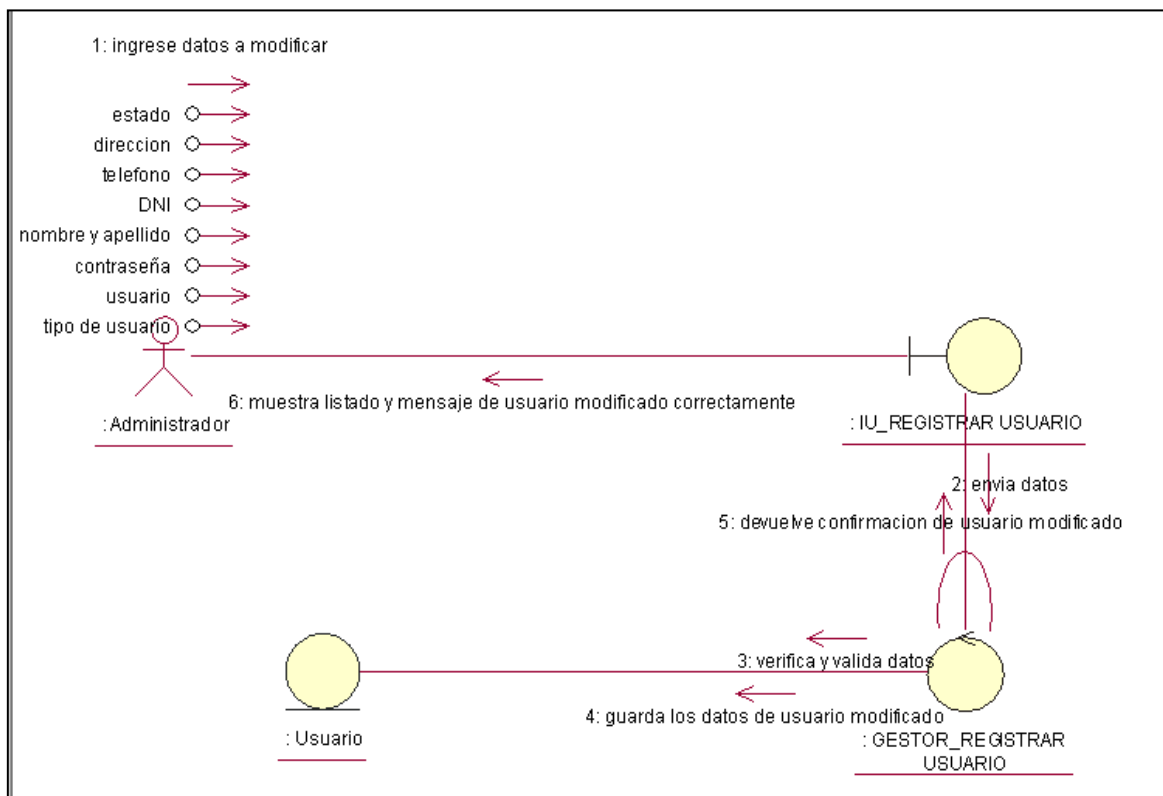 1: ingrese datos a modificar
estado
direccion
telefono
DNI
nombre y apellido
contraseña
usuario
tipo de usuario
6: muestra listado y mensaje de usuario modificado correctamente
: Administrador
: IU_REGISTRAR USUARIO
2: envia datos
5: devuelve confirmacion de usuario modificado
3: verifica y valida datos
4: guarda los datos de usuario modificado
: Usuario
: GESTOR_REGISTRAR
USUARIO